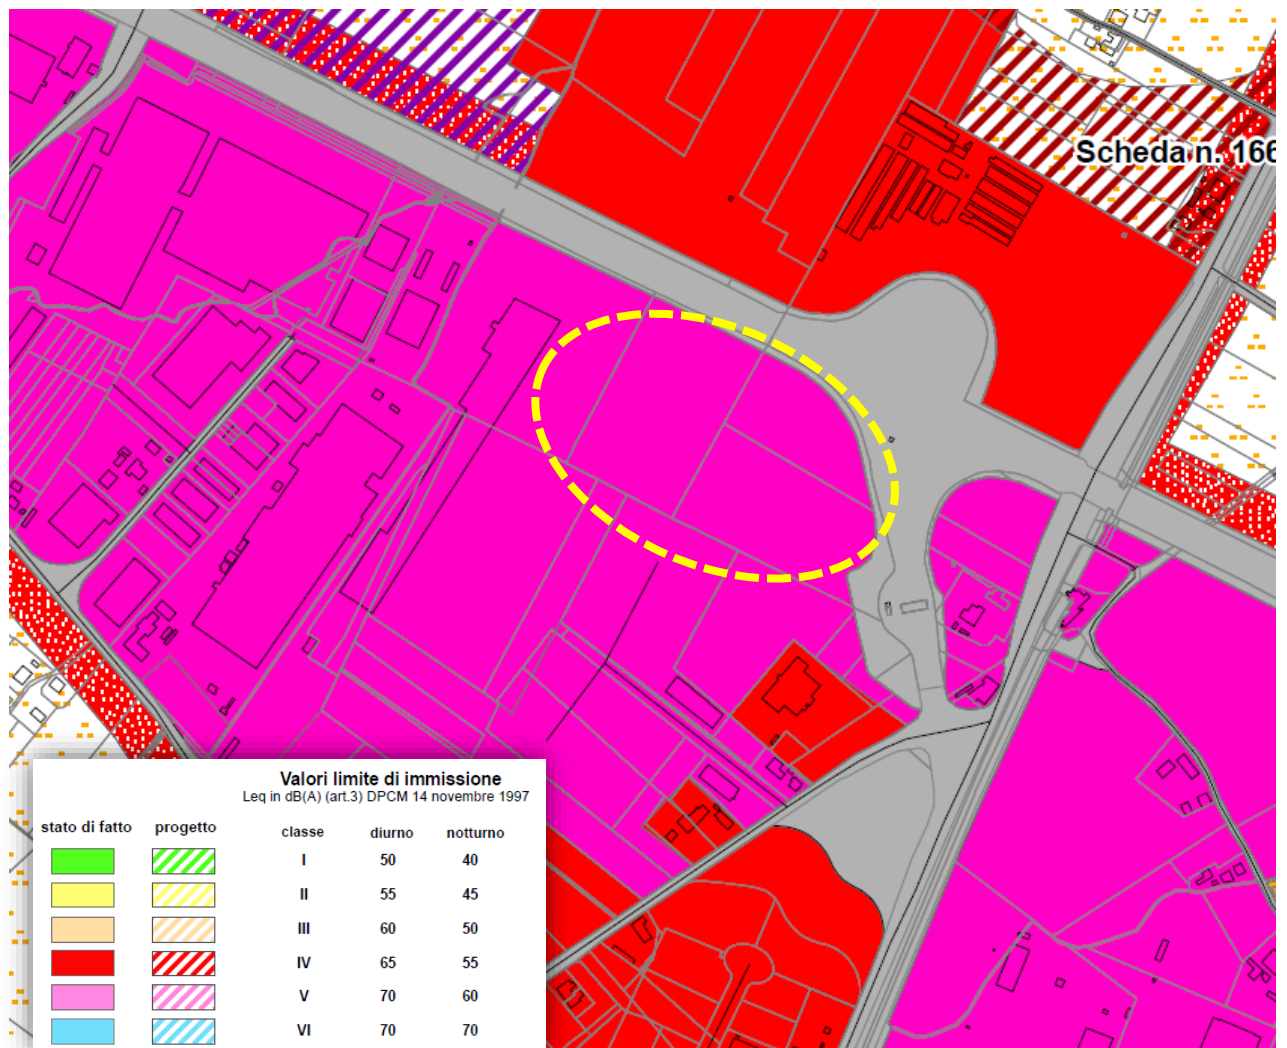 Scheda n. 166
Valori limite di immissione
Leq in dB(A) (art.3) DPCM 14 novembre 1997
stato di fatto progetto classe diurno notturno
I 50 40
II 55 45
III 60 50
IV 65 55
V 70 60
VI 70 70